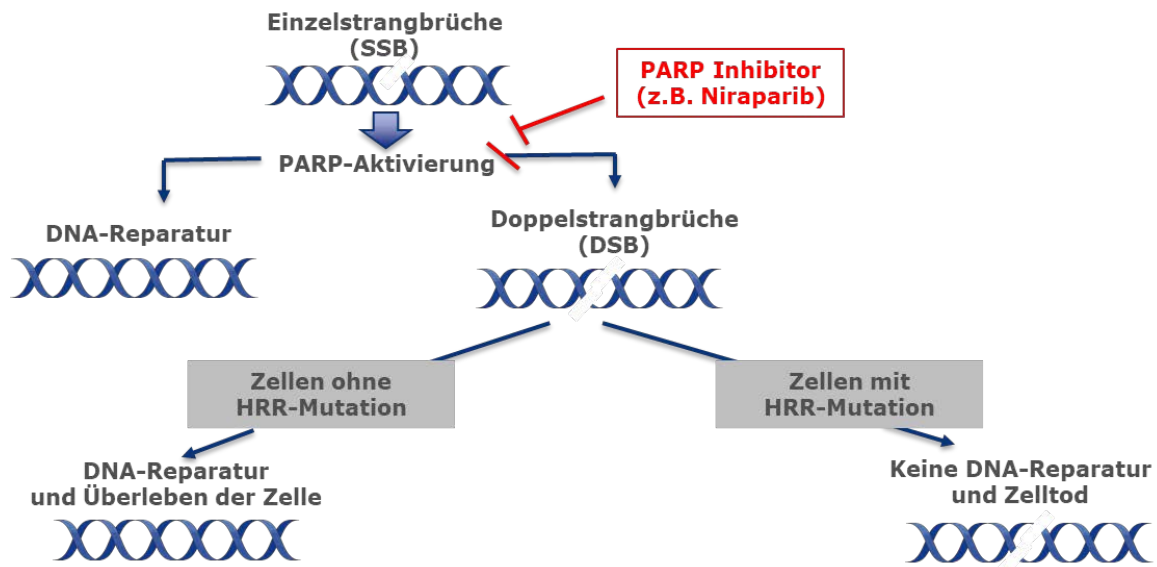 Einzelstrangbrüche
(SSB)
PARP Inhibitor
(z.B. Niraparib)
PARP-Aktivierung
DNA-Reparatur
Doppelstrangbrüche
(DSB)
Zellen ohne
HRR-Mutation
Zellen mit
HRR-Mutation
DNA-Reparatur
und Überleben der Zelle
Keine DNA-Reparatur
und Zelltod